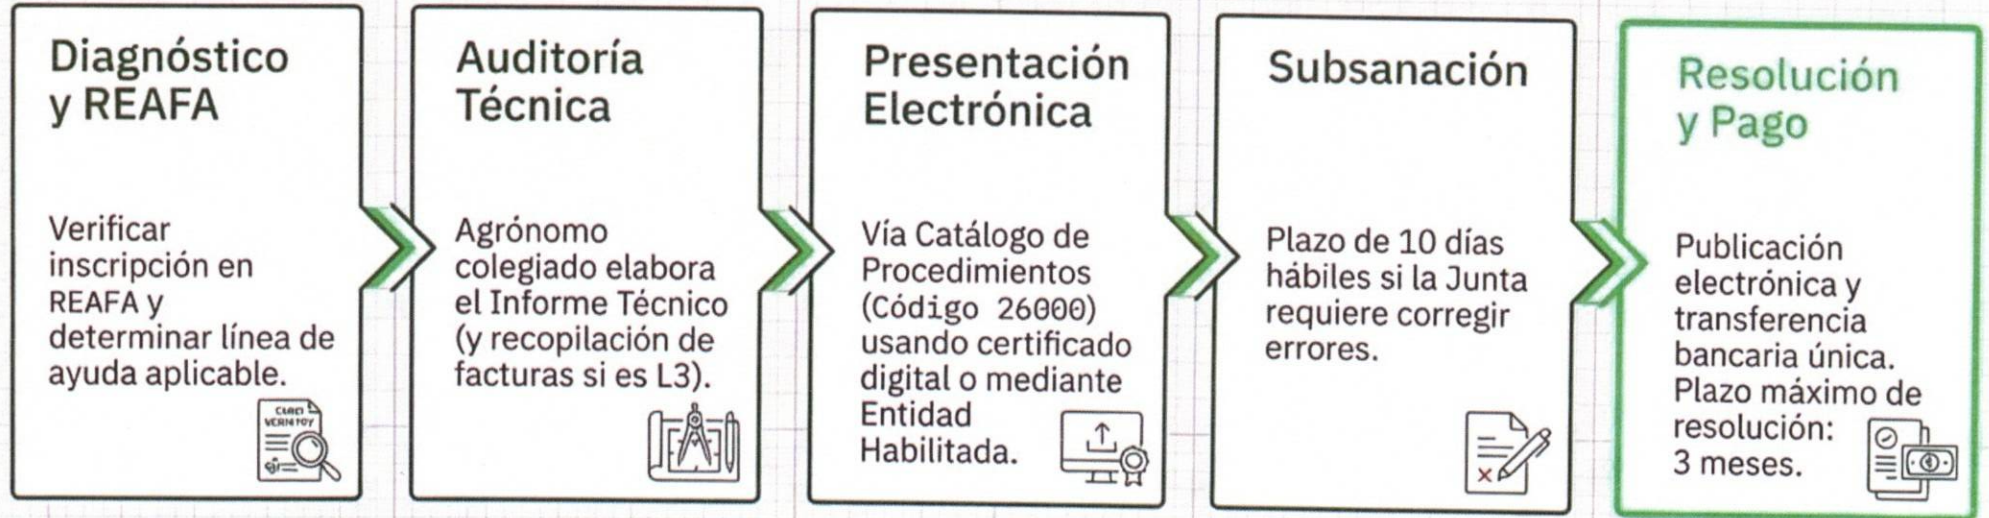 Diagnóstico
y REAFA
Verificar
inscripción en
REAFA y
determinar línea de
ayuda aplicable.
Auditoría
Técnica
Agrónomo
colegiado elabora
el Informe Técnico
(y recopilación de
facturas si es L3).
Presentación
Electrónica
Vía Catálogo de
Procedimientos
(Código 26000)
usando certificado
digital o mediante
Entidad
Habilitada.
Subsanación
Plazo de 10 días
hábiles si la Junta
requiere corregir
errores.
Resolución
y Pago
Publicación
electrónica y
transferencia
bancaria única.
Plazo máximo de
resolución:
3 meses.